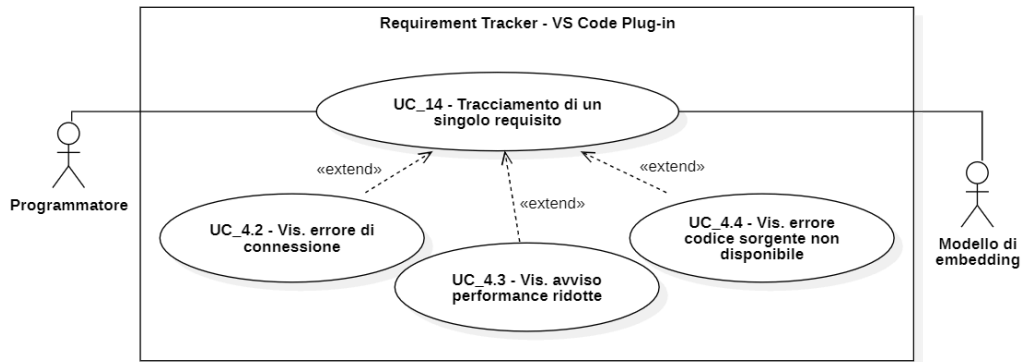 Requirement Tracker - VS Code Plug-in
UC_14 - Tracciamento di un
singolo requisito
«extend»
«extend»
«extend»
Programmatore
UC_4.2 - Vis. errore di
connessione
UC_4.3 - Vis. avviso
performance ridotte
UC_4.4 - Vis. errore
codice sorgente non
disponibile
Modello di
embedding